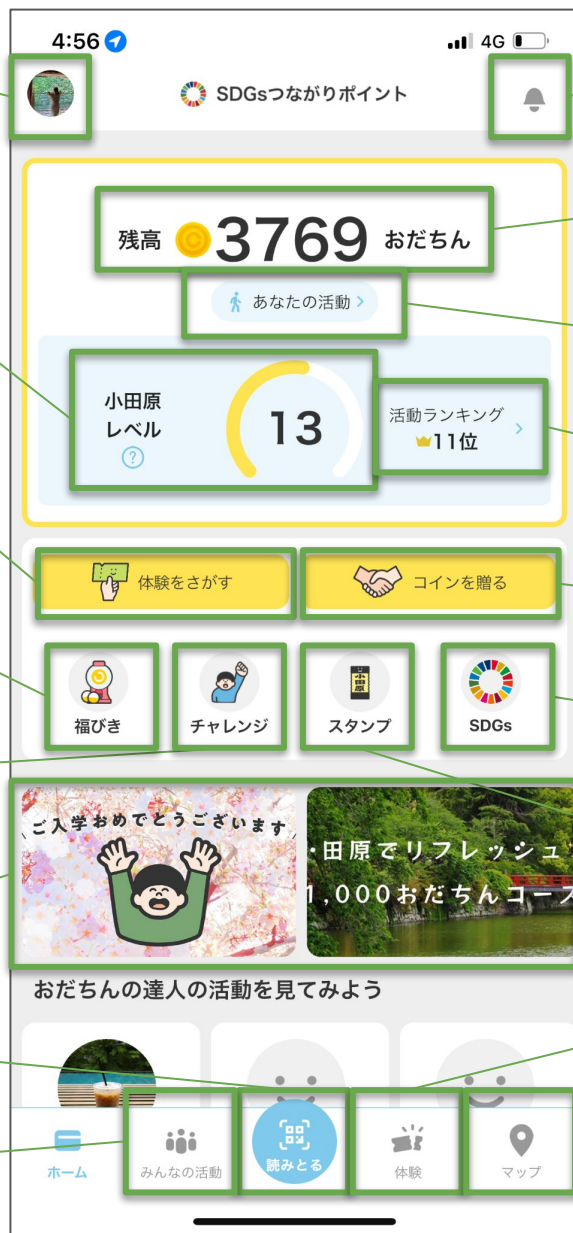 4:56
4G
SDGsつながりポイント
残高 3769 おだちん
あなたの活動
小田原
レベル
?
13
活動ランキング
11位
体験をさがす
コインを贈る
小田原
福びき
チャレンジ
スタンプ
SDGs
ご入学おめでとうございます
田原でリフレッシュ
1,000おだちんコース
おだちんの達人の活動を見てみよう
ホーム
みんなの活動
読みとる
体験
マップ